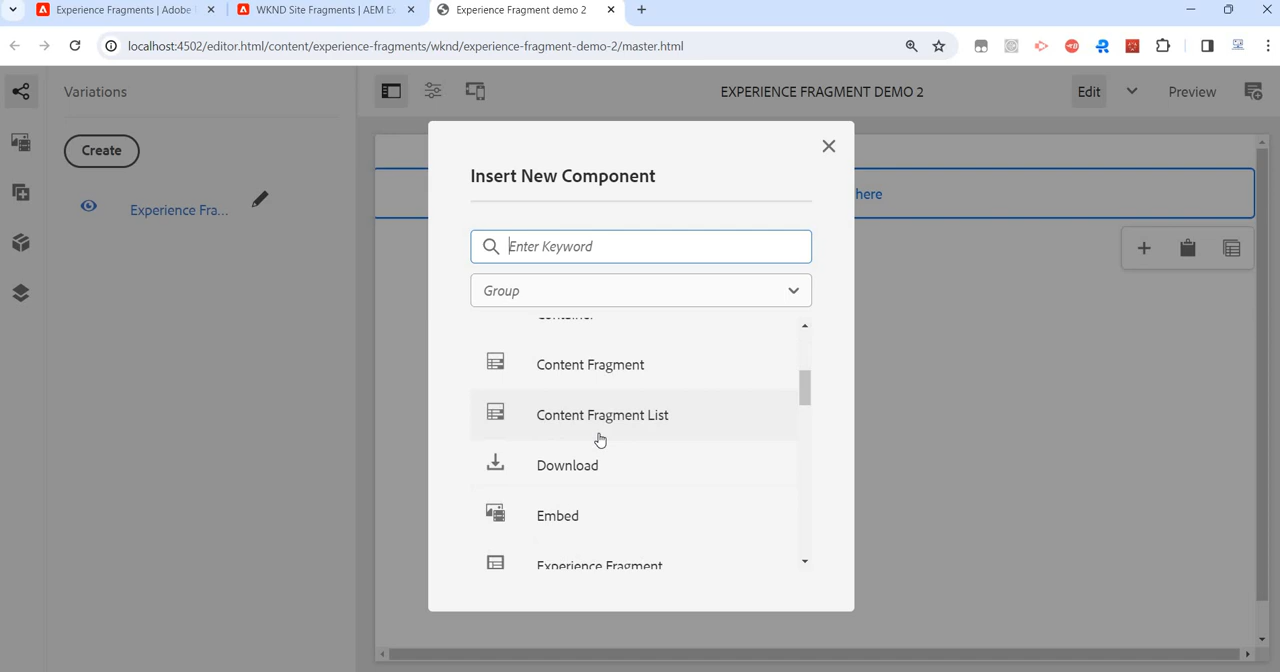 Experience Fragments | Adobe
WKND Site Fragments | AEM Ex
Experience Fragment demo 2
localhost:4502/editor.html/content/experience-fragments/wknd/experience-fragment-demo-2/master.html
Variations
EXPERIENCE FRAGMENT DEMO 2
Edit
Preview
Create
Experience Fra...
here
Insert New Component
Enter Keyword
Group
Container
Content Fragment
Content Fragment List
Download
Embed
Experience Fragment